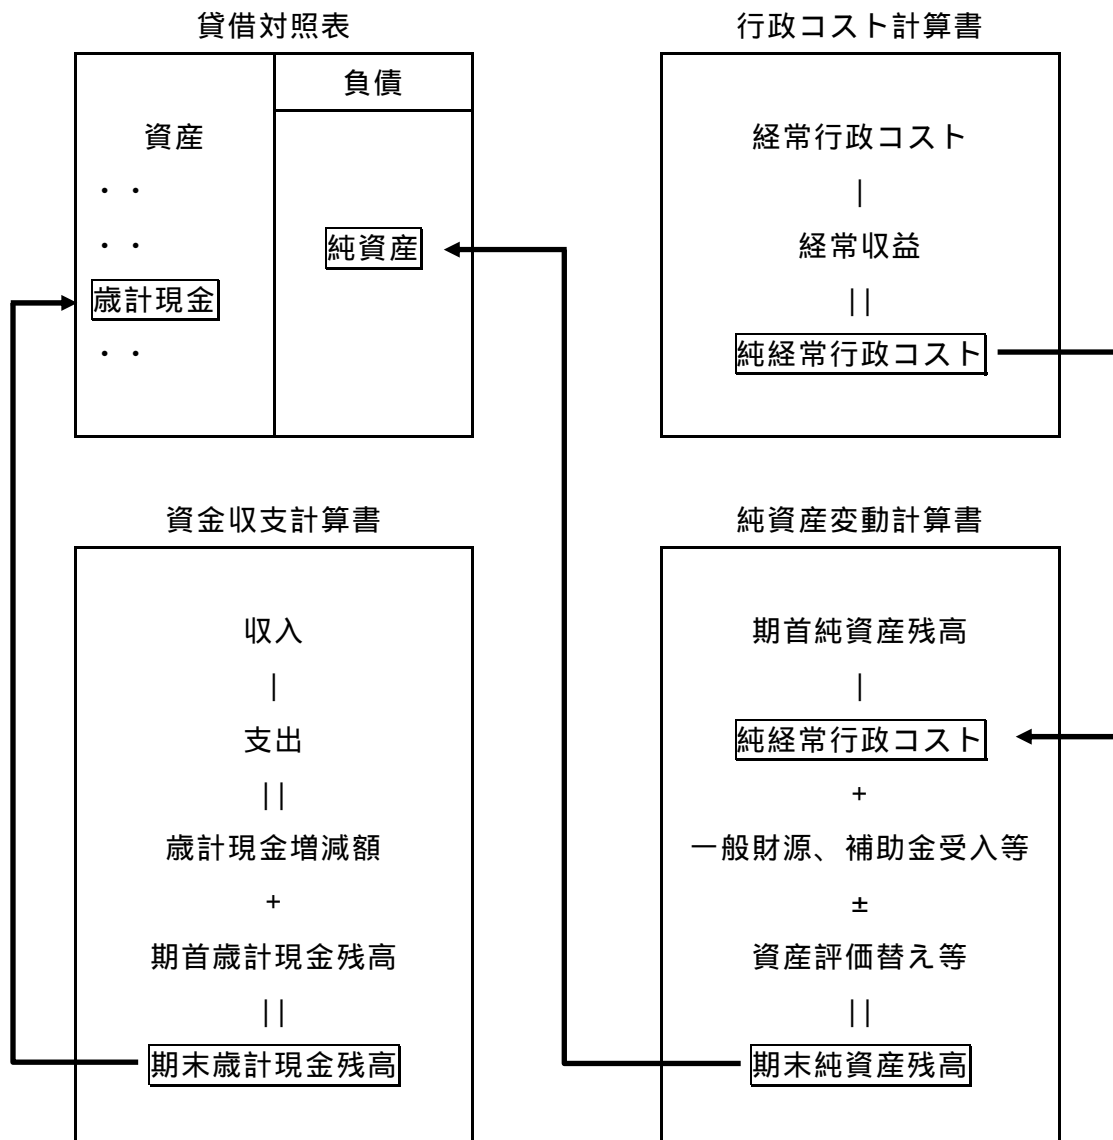 貸借対照表
負債
資産
・・
・・
純資産
歳計現金
・・
行政コスト計算書
経常行政コスト
|
経常収益
||
純経常行政コスト
資金収支計算書
収入
|
支出
||
歳計現金増減額
+
期首歳計現金残高
||
期末歳計現金残高
純資産変動計算書
期首純資産残高
|
純経常行政コスト
+
一般財源、補助金受入等
±
資産評価替え等
||
期末純資産残高